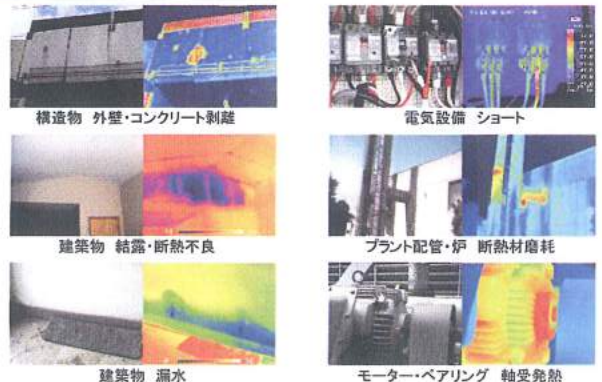 構造物 外壁・コンクリート剥離
電気設備 ショート
建築物 結露・断熱不良
プラント配管・炉 断熱材磨耗
建築物 漏水
モーター・ベアリング 軸受発熱